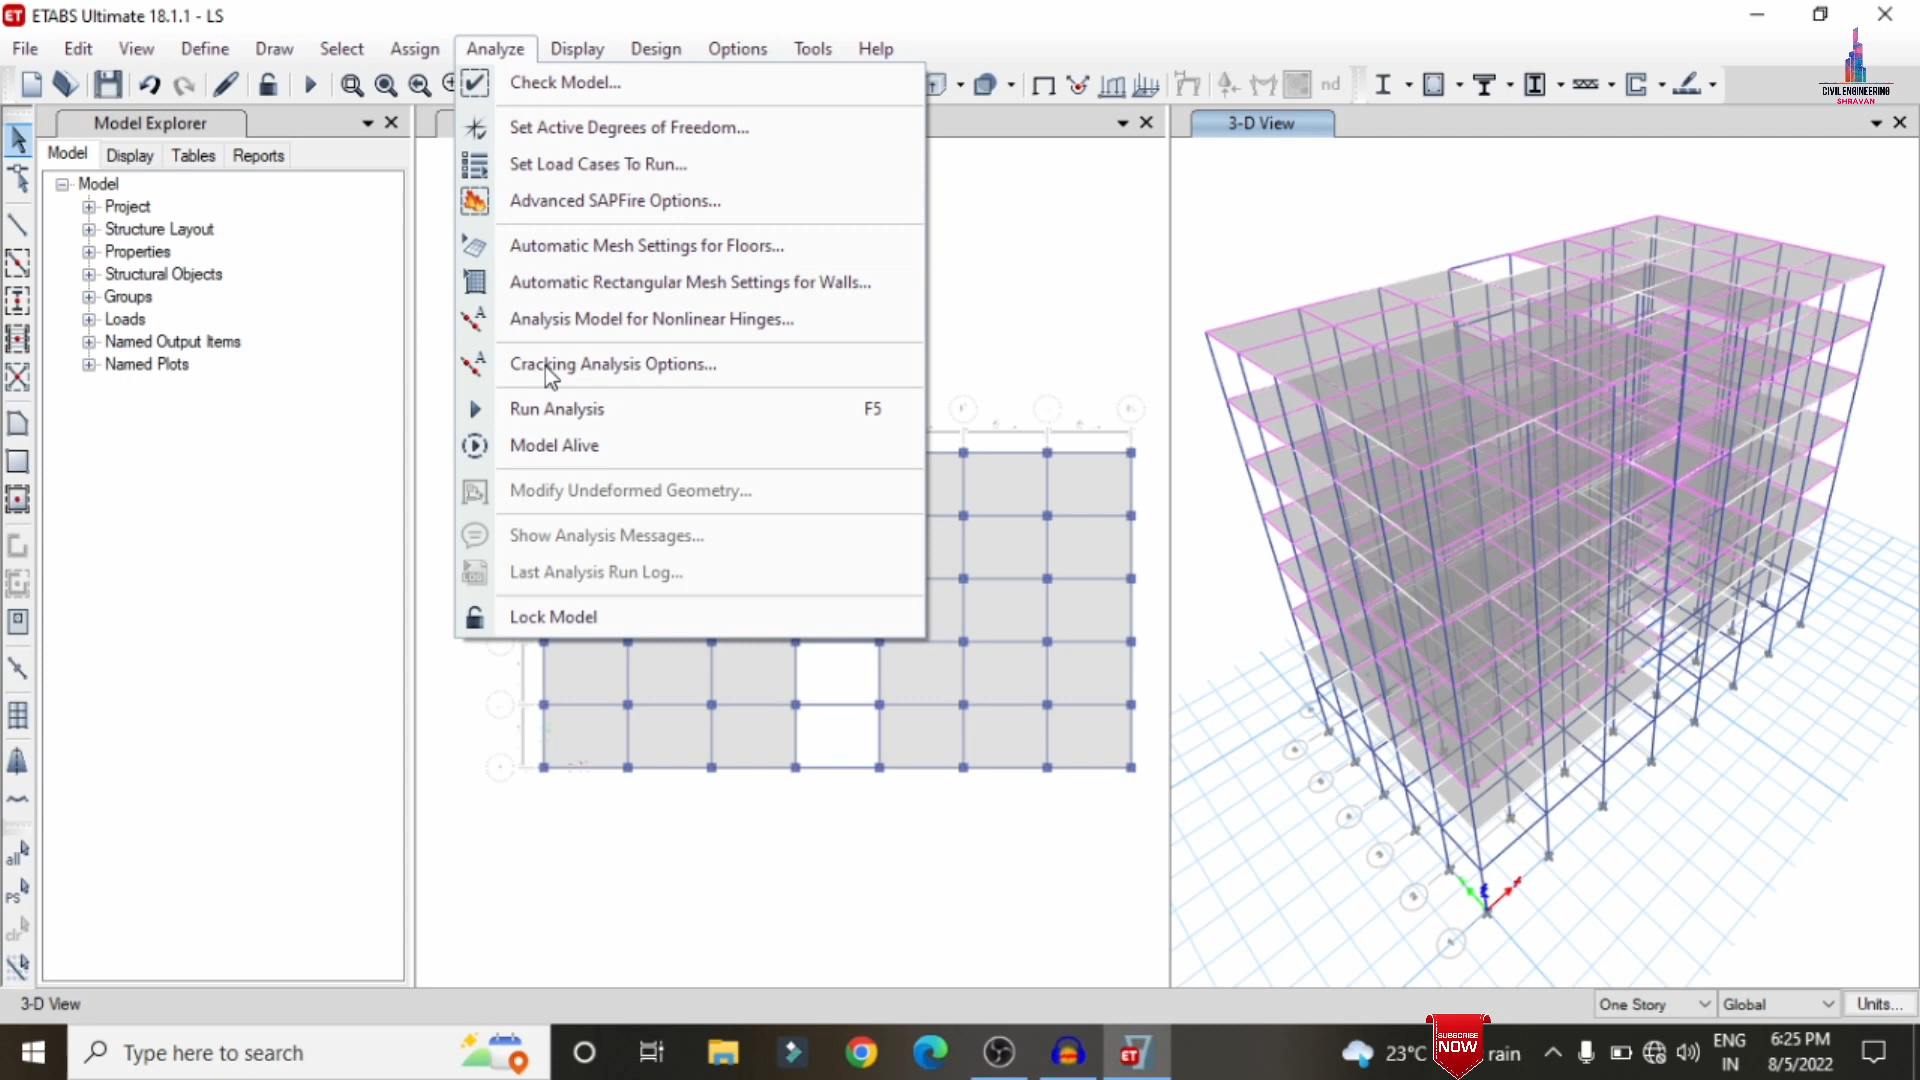 ETABS Ultimate 18.1.1 - LS
File Edit View Define Draw Select Assign Analyze Display Design Options Tools Help
nd
CIVIL ENGINEERING
SHRAVAN
Model Explorer
3-D View
Model Display Tables Reports
Model
Project
Structure Layout
Properties
Structural Objects
Groups
Loads
Named Output Items
Named Plots
Check Model...
Set Active Degrees of Freedom...
Set Load Cases To Run...
Advanced SAPFire Options...
Automatic Mesh Settings for Floors...
Automatic Rectangular Mesh Settings for Walls...
Analysis Model for Nonlinear Hinges...
Cracking Analysis Options...
Run Analysis F5
Model Alive
Modify Undeformed Geometry...
Show Analysis Messages...
Last Analysis Run Log...
Lock Model
all
PS
clr
3-D View
One Story Global Units...
Type here to search
ET
23°C rain
SUBSCRIBE
NOW
ENG
IN
6:25 PM
8/5/2022